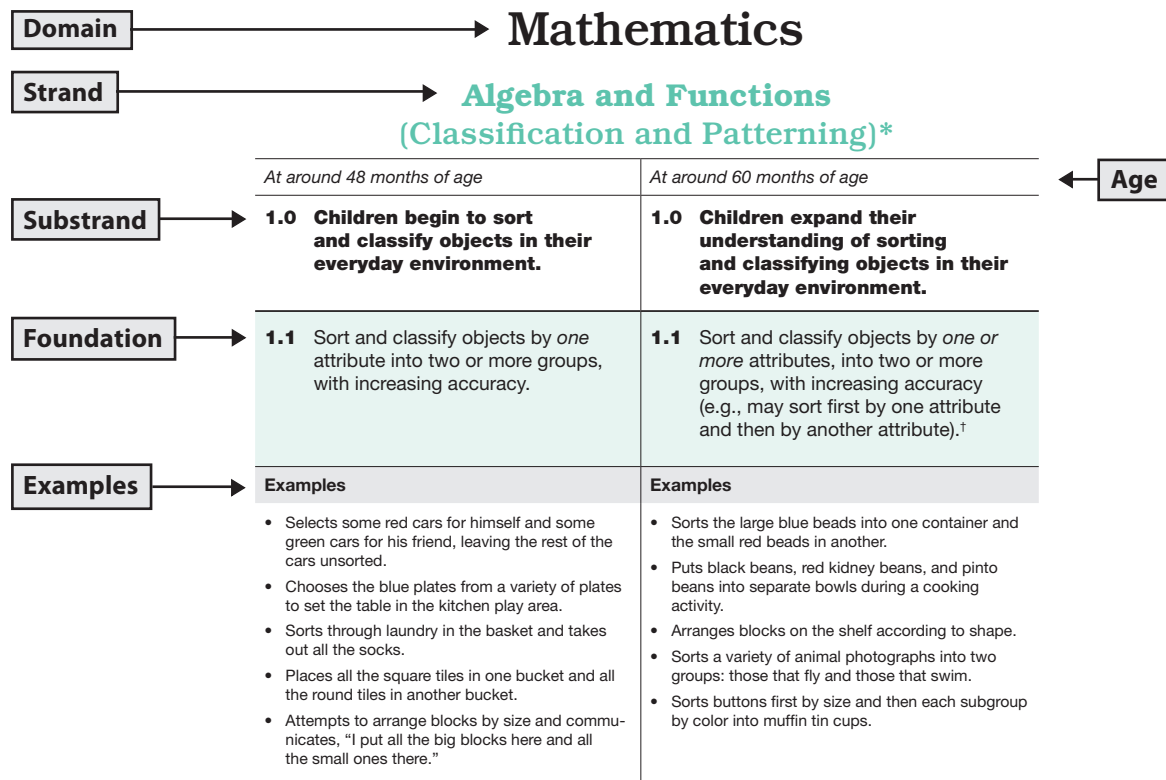 Domain
Mathematics
Strand
Algebra and Functions
(Classification and Patterning)*
At around 48 months of age
At around 60 months of age
Age
Substrand
1.0 Children begin to sort
and classify objects in their
everyday environment.
1.0 Children expand their
understanding of sorting
and classifying objects in their
everyday environment.
Foundation
1.1 Sort and classify objects by one
attribute into two or more groups,
with increasing accuracy.
1.1 Sort and classify objects by one or
more attributes, into two or more
groups, with increasing accuracy
(e.g., may sort first by one attribute
and then by another attribute).†
Examples
Examples
• Selects some red cars for himself and some
green cars for his friend, leaving the rest of the
cars unsorted.
• Chooses the blue plates from a variety of plates
to set the table in the kitchen play area.
• Sorts through laundry in the basket and takes
out all the socks.
• Places all the square tiles in one bucket and all
the round tiles in another bucket.
• Attempts to arrange blocks by size and commu-
nicates, “I put all the big blocks here and all
the small ones there.”
Examples
• Sorts the large blue beads into one container and
the small red beads in another.
• Puts black beans, red kidney beans, and pinto
beans into separate bowls during a cooking
activity.
• Arranges blocks on the shelf according to shape.
• Sorts a variety of animal photographs into two
groups: those that fly and those that swim.
• Sorts buttons first by size and then each subgroup
by color into muffin tin cups.